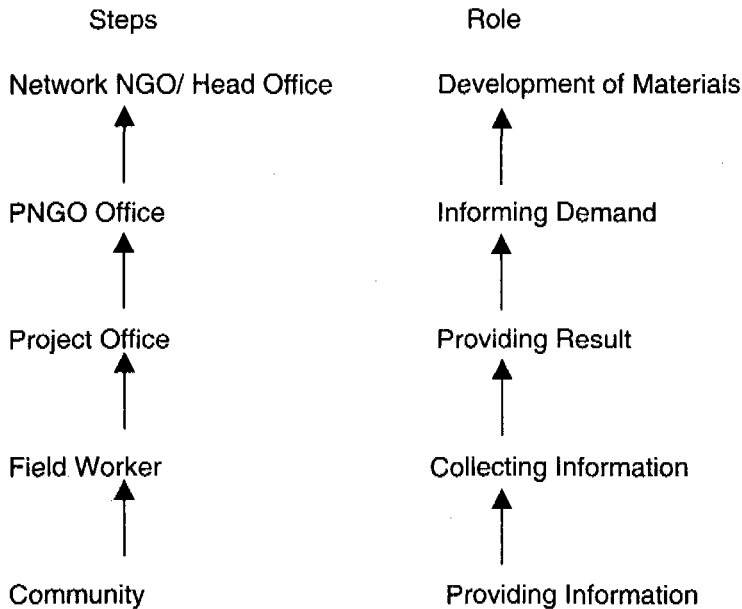 Steps Role
Network NGO/ Head Office Development of Materials
PNGO Office Informing Demand
Project Office Providing Result
Field Worker Collecting Information
Community Providing Information